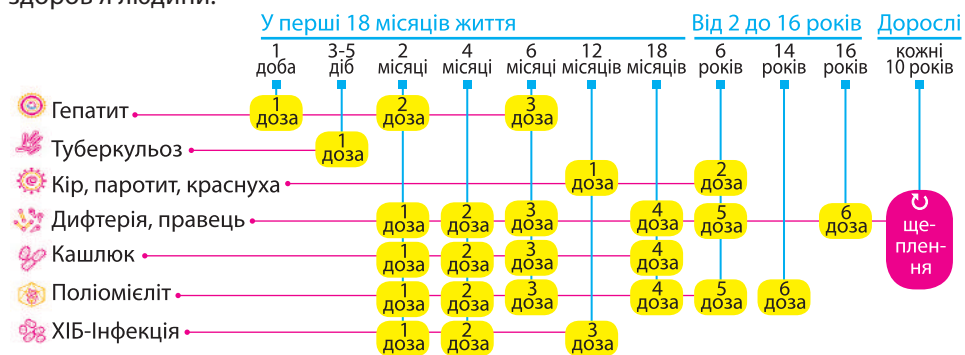 здоров'я людини.
У перші 18 місяців життя
Від 2 до 16 років
Дорослі
1 доба
3-5 діб
2 місяці
4 місяці
6 місяці
12 місяців
18 місяців
6 років
14 років
16 років
кожні 10 років
Гепатит 1 доза 2 доза 3 доза
Туберкульоз 1 доза
Кір, паротит, краснуха 1 доза 2 доза
Дифтерія, правець 1 доза 2 доза 3 доза 4 доза 5 доза 6 доза
ще-
плен-
ня
Кашлюк 1 доза 2 доза 3 доза 4 доза
Поліомієліт 1 доза 2 доза 3 доза 4 доза 5 доза 6 доза
ХІБ-Інфекція 1 доза 2 доза 3 доза